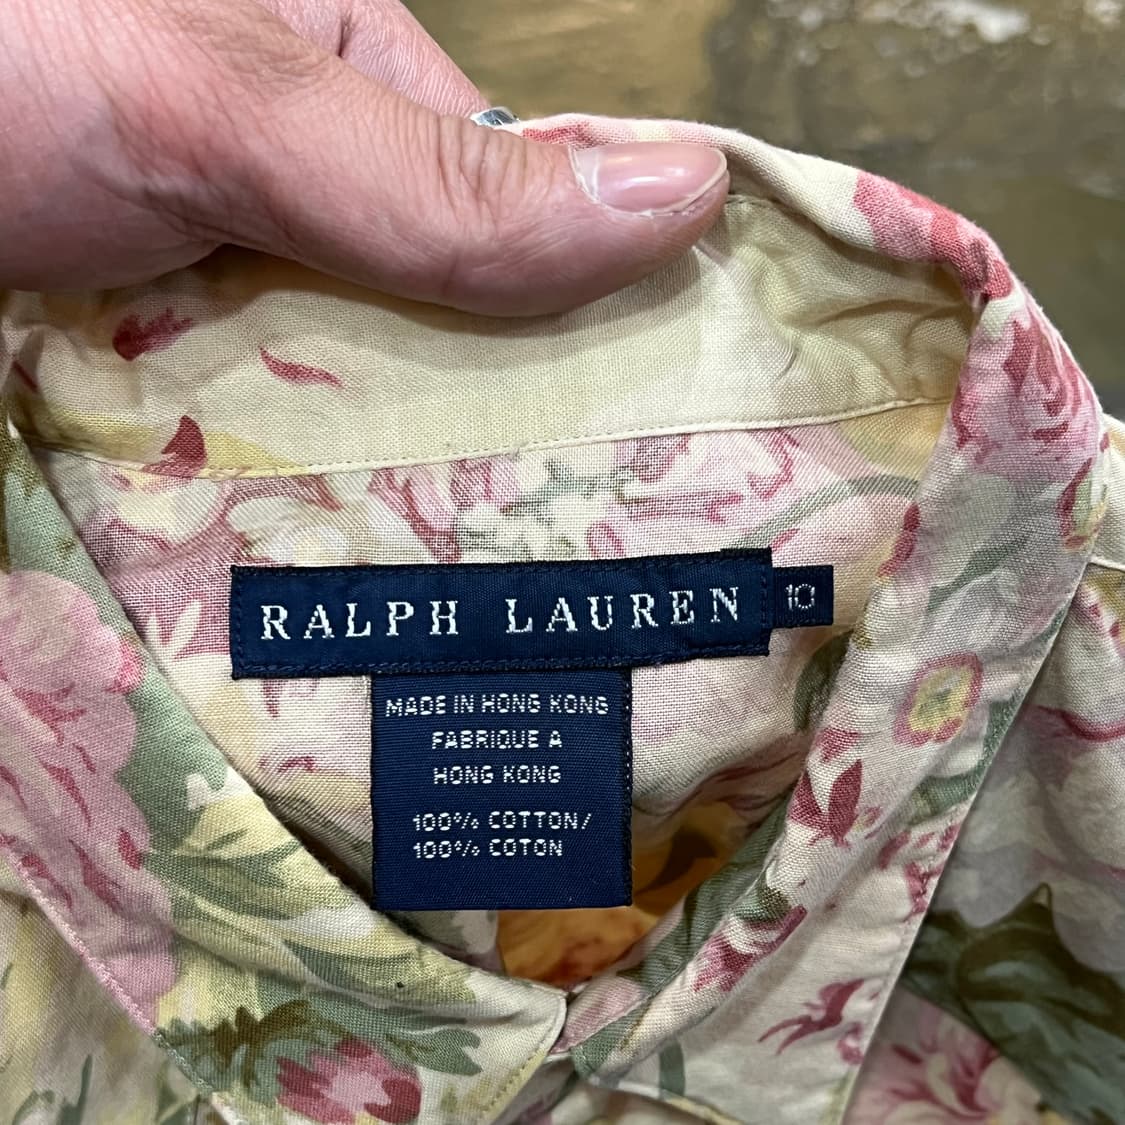 RALPH LAUREN
10
MADE IN HONG KONG
FABRIQUE A
HONG KONG
100% COTTON/
100% COTON